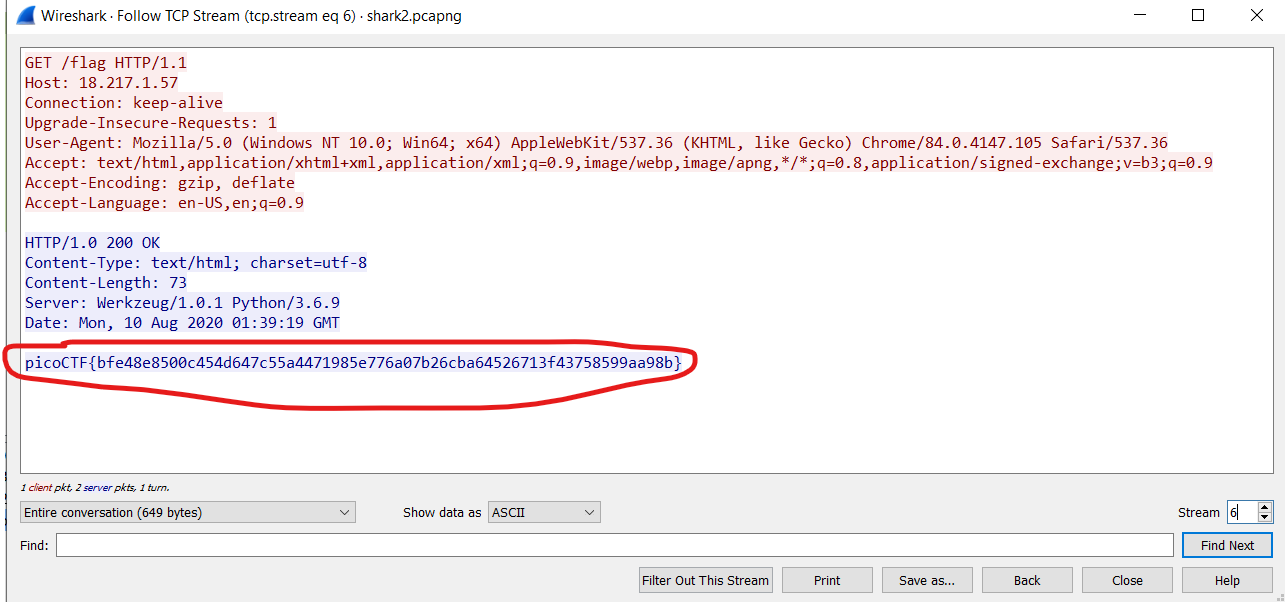 Wireshark · Follow TCP Stream (tcp.stream eq 6) · shark2.pcapng
GET /flag HTTP/1.1
Host: 18.217.1.57
Connection: keep-alive
Upgrade-Insecure-Requests: 1
User-Agent: Mozilla/5.0 (Windows NT 10.0; Win64; x64) AppleWebKit/537.36 (KHTML, like Gecko) Chrome/84.0.4147.105 Safari/537.36
Accept: text/html,application/xhtml+xml,application/xml;q=0.9,image/webp,image/apng,*/*;q=0.8,application/signed-exchange;v=b3;q=0.9
Accept-Encoding: gzip, deflate
Accept-Language: en-US,en;q=0.9
HTTP/1.0 200 OK
Content-Type: text/html; charset=utf-8
Content-Length: 73
Server: Werkzeug/1.0.1 Python/3.6.9
Date: Mon, 10 Aug 2020 01:39:19 GMT
picoCTF{bfe48e8500c454d647c55a4471985e776a07b26cba64526713f43758599aa98b}
1 client pkt, 2 server pkts, 1 turn.
Entire conversation (649 bytes) Show data as ASCII Stream 6
Find: Find Next
Filter Out This Stream Print Save as... Back Close Help